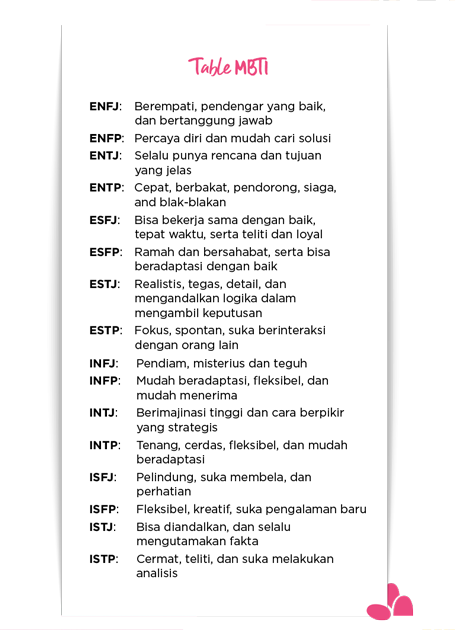 Table MBTI
ENFJ: Berempati, pendengar yang baik,
dan bertanggung jawab
ENFP: Percaya diri dan mudah cari solusi
ENTJ: Selalu punya rencana dan tujuan
yang jelas
ENTP: Cepat, berbakat, pendorong, siaga,
and blak-blakan
ESFJ: Bisa bekerja sama dengan baik,
tepat waktu, serta teliti dan loyal
ESFP: Ramah dan bersahabat, serta bisa
beradaptasi dengan baik
ESTJ: Realistis, tegas, detail, dan
mengandalkan logika dalam
mengambil keputusan
ESTP: Fokus, spontan, suka berinteraksi
dengan orang lain
INFJ: Pendiam, misterius dan teguh
INFP: Mudah beradaptasi, fleksibel, dan
mudah menerima
INTJ: Berimajinasi tinggi dan cara berpikir
yang strategis
INTP: Tenang, cerdas, fleksibel, dan mudah
beradaptasi
ISFJ: Pelindung, suka membela, dan
perhatian
ISFP: Fleksibel, kreatif, suka pengalaman baru
ISTJ: Bisa diandalkan, dan selalu
mengutamakan fakta
ISTP: Cermat, teliti, dan suka melakukan
analisis